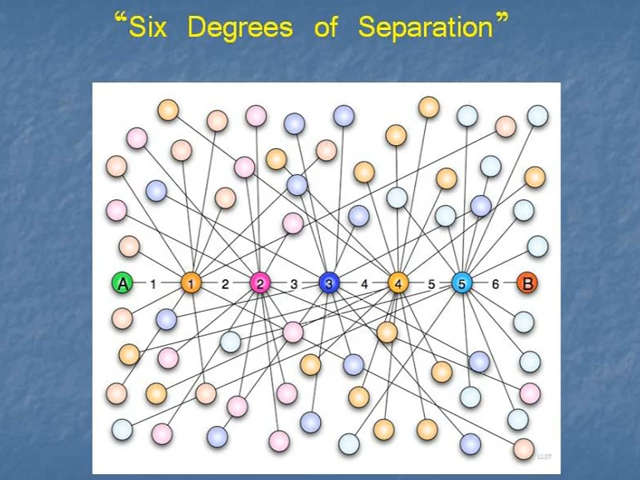 “Six Degrees of Separation”
A 1 1 2 2 3 3 4 4 5 5 6 B